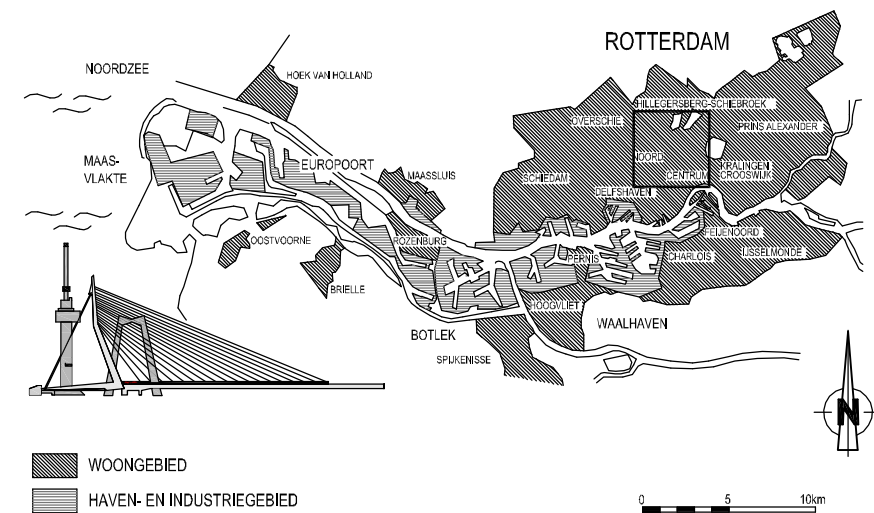 ROTTERDAM
NOORDZEE
HOEK VAN HOLLAND
HILLEGERSBERG-SCHIEBROEK
OVERSCHIE
PRINS ALEXANDER
MAAS-
VLAKTE
EUROPOORT
MAASSLUIS
NOORD
KRALINGEN
CROOSWIJK
SCHIEDAM
CENTRUM
DELFSHAVEN
OOSTVOORNE
ROZENBURG
FEIJENOORD
IJSSELMONDE
PERNIS
CHARLOIS
BRIELLE
HOOGVLIET
WAALHAVEN
BOTLEK
SPIJKENISSE
N
WOONGEBIED
HAVEN- EN INDUSTRIEGEBIED
0 5 10km